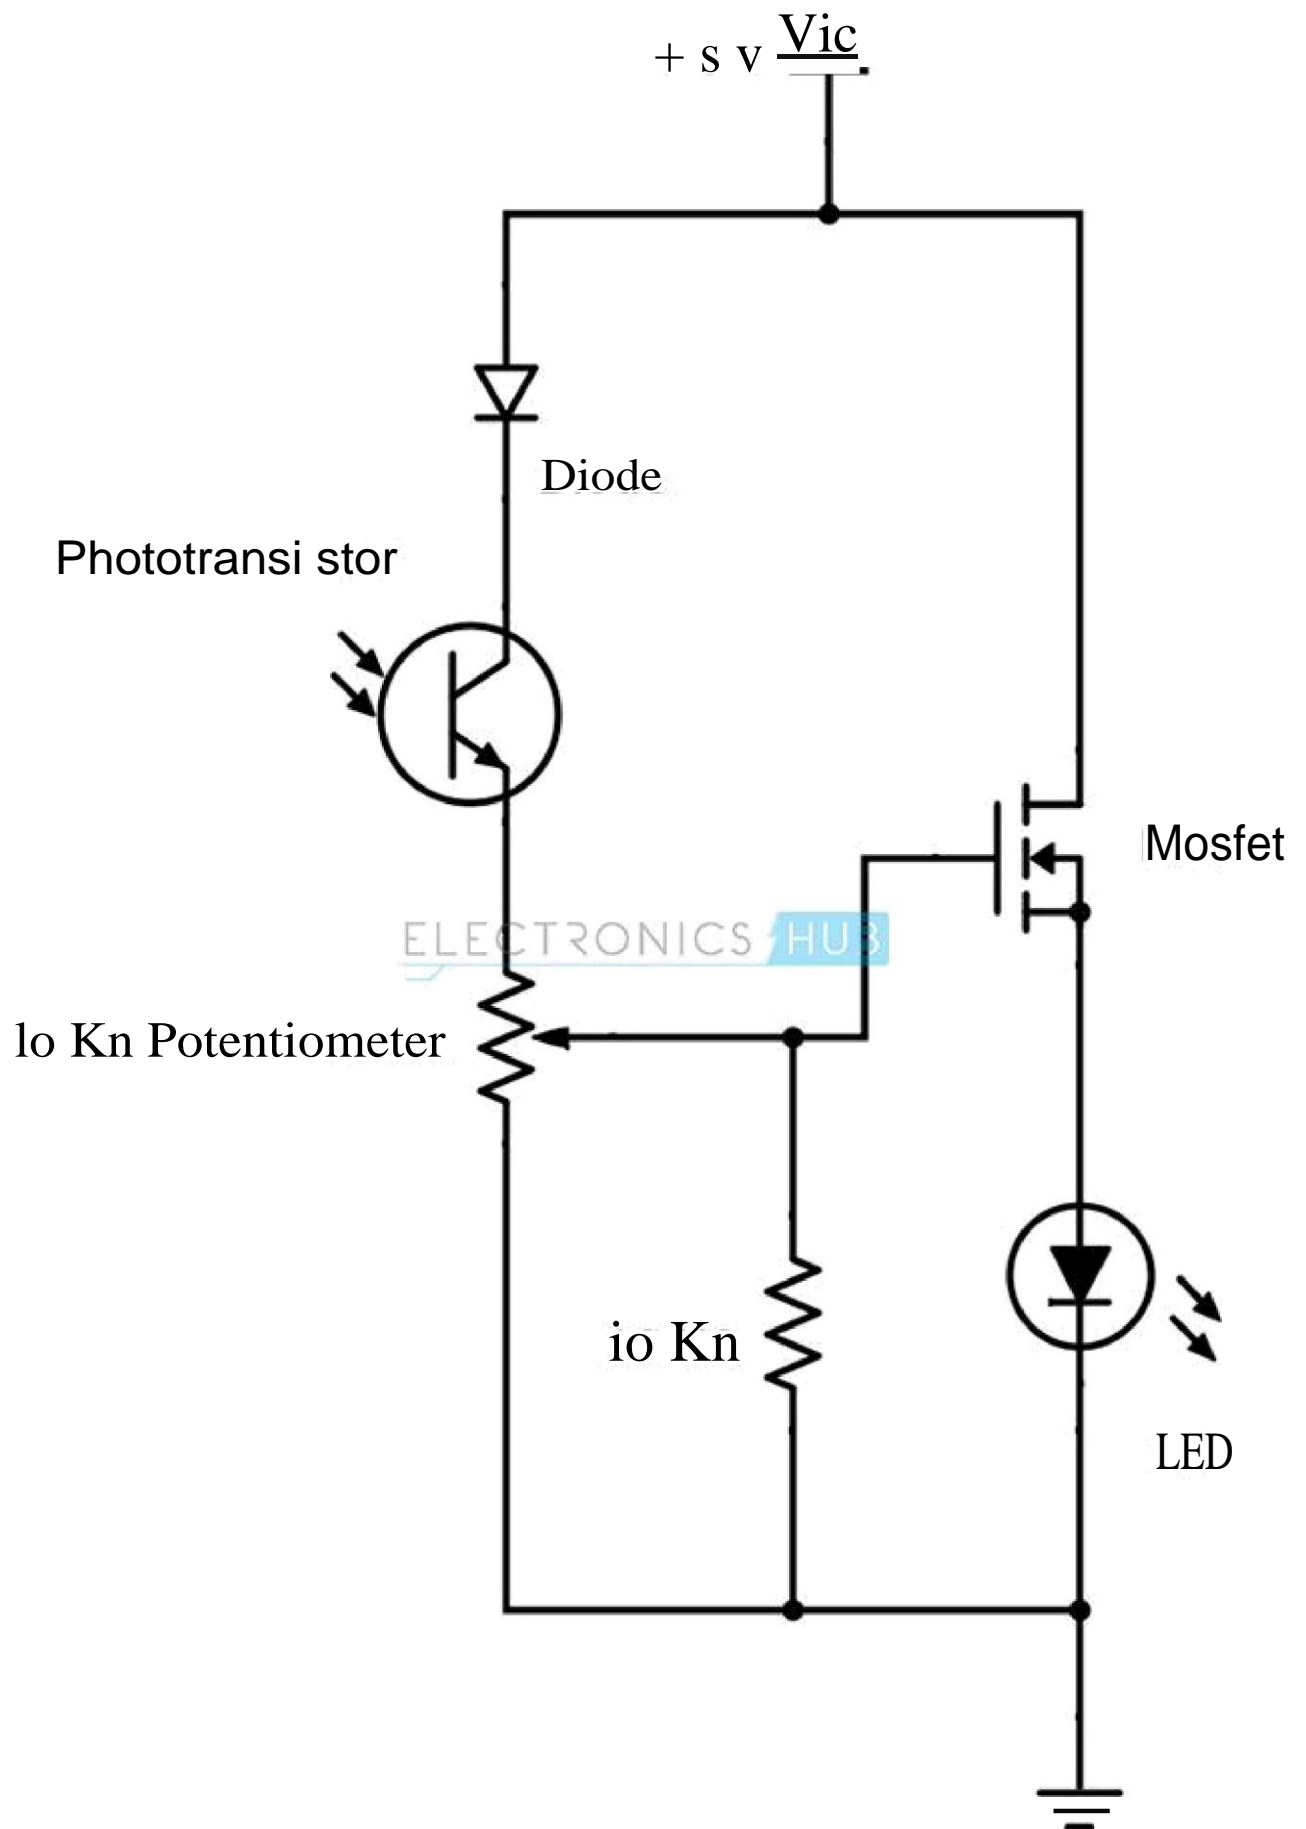 + s v Vic.
Diode
Phototransi stor
Mosfet
ELECTRONICS HUB
lo Kn Potentiometer
io Kn
LED